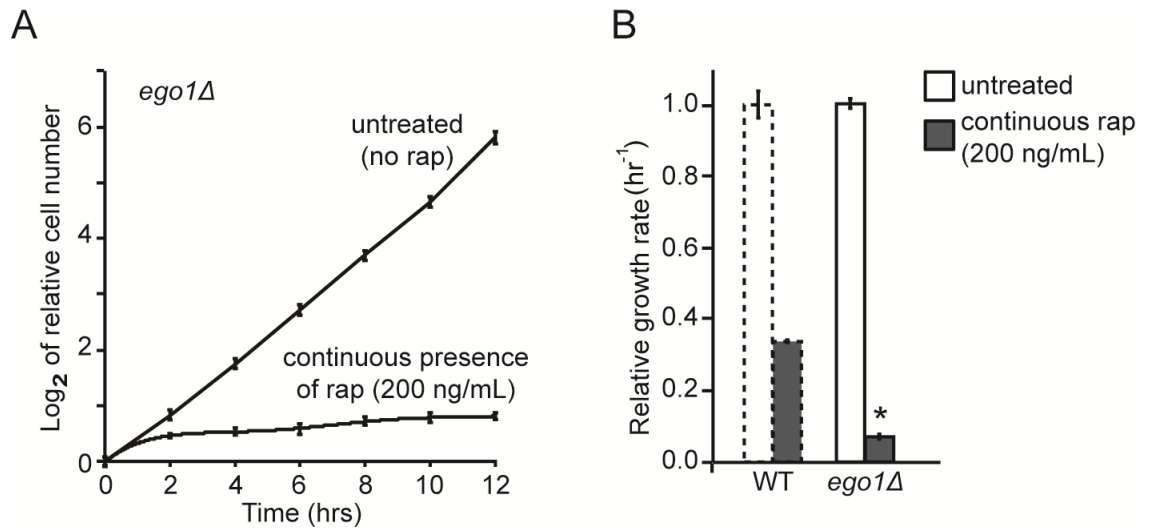 A
ego1Δ
untreated
(no rap)
continuous presence
of rap (200 ng/mL)
Log2 of relative cell number
6
4
2
0
0 2 4 6 8 10 12
Time (hrs)
B
untreated
continuous rap
(200 ng/mL)
Relative growth rate (hr-1)
1.0
0.8
0.6
0.4
0.2
0.0
*
WT ego1Δ